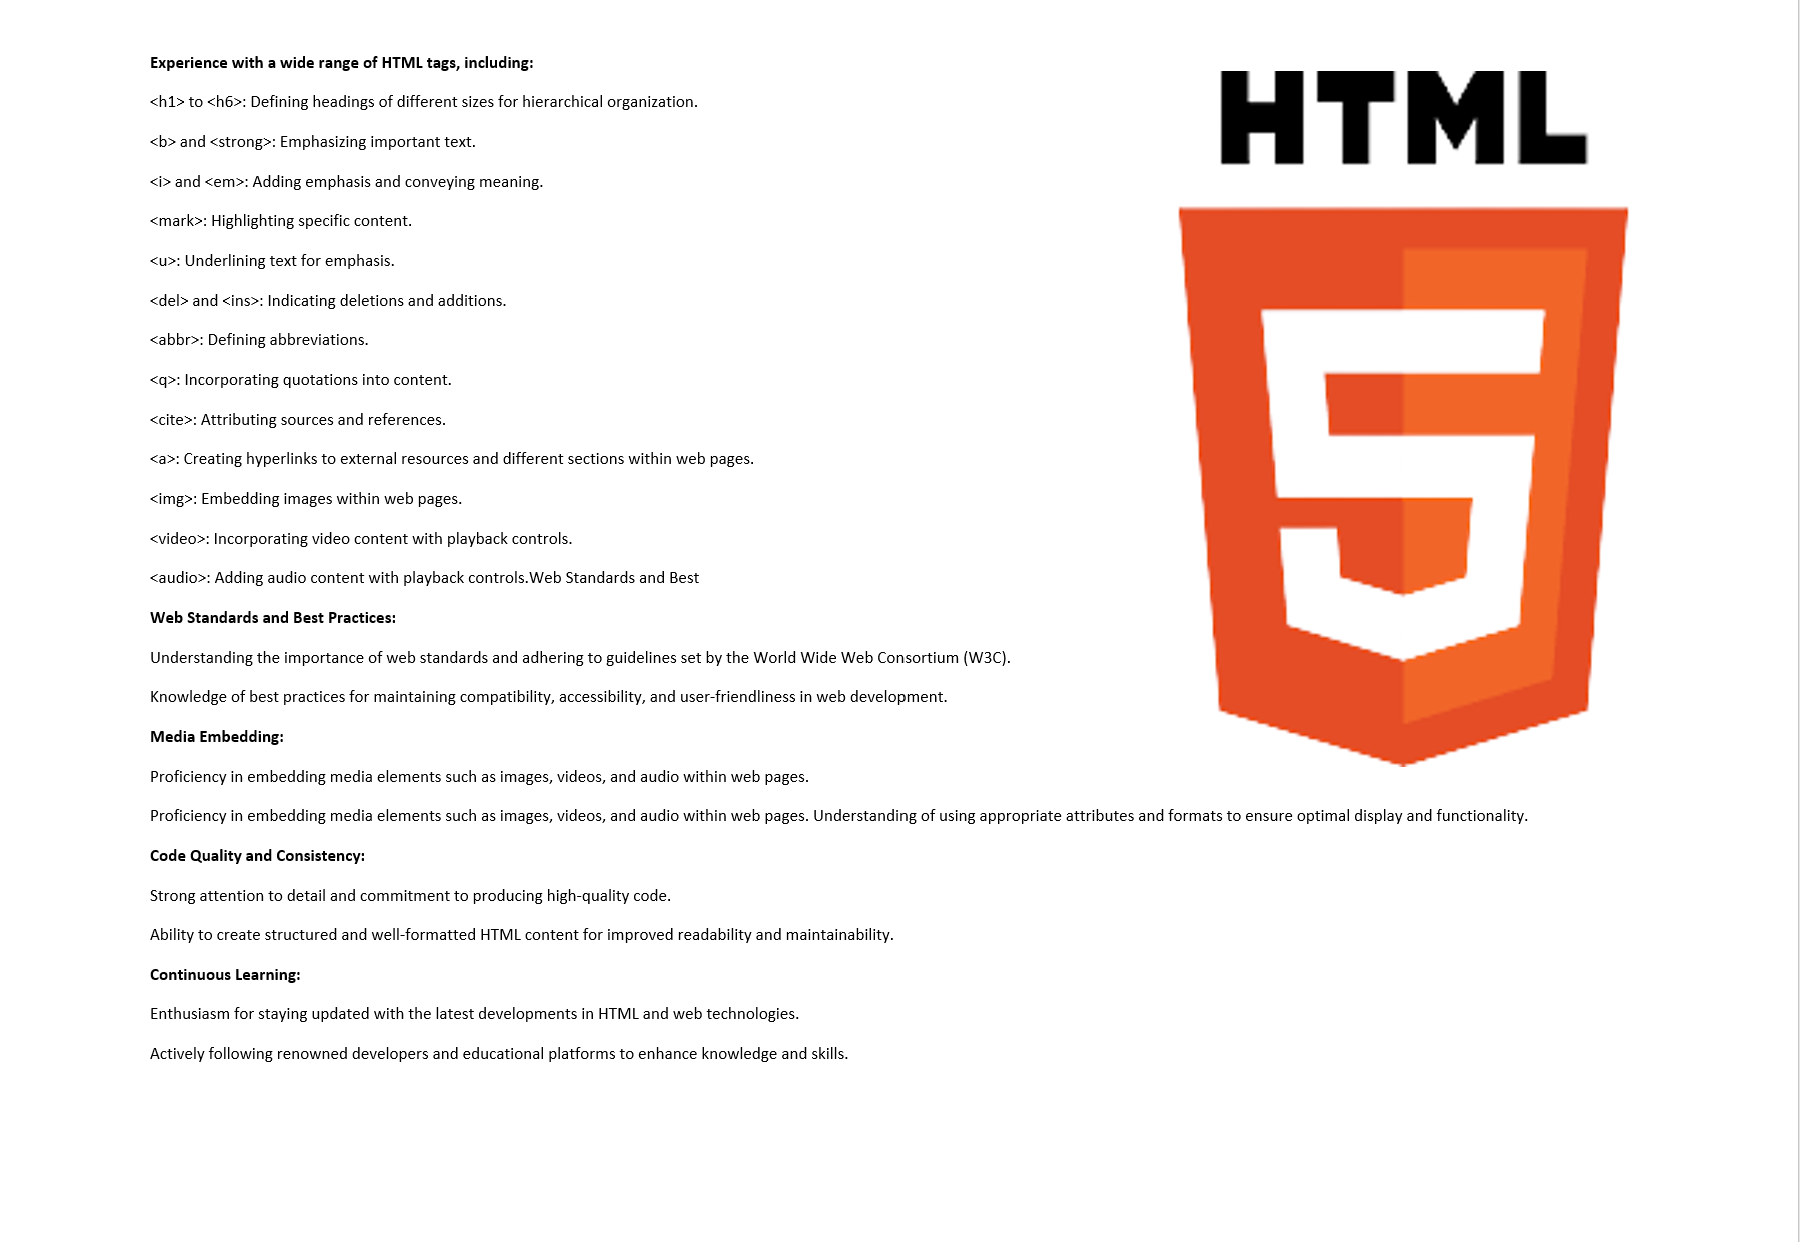 Experience with a wide range of HTML tags, including:
<h1> to <h6>: Defining headings of different sizes for hierarchical organization.
<b> and <strong>: Emphasizing important text.
<i> and <em>: Adding emphasis and conveying meaning.
<mark>: Highlighting specific content.
<u>: Underlining text for emphasis.
<del> and <ins>: Indicating deletions and additions.
<abbr>: Defining abbreviations.
<q>: Incorporating quotations into content.
<cite>: Attributing sources and references.
<a>: Creating hyperlinks to external resources and different sections within web pages.
<img>: Embedding images within web pages.
<video>: Incorporating video content with playback controls.
<audio>: Adding audio content with playback controls.Web Standards and Best
Web Standards and Best Practices:
Understanding the importance of web standards and adhering to guidelines set by the World Wide Web Consortium (W3C).
Knowledge of best practices for maintaining compatibility, accessibility, and user-friendliness in web development.
Media Embedding:
Proficiency in embedding media elements such as images, videos, and audio within web pages.
Proficiency in embedding media elements such as images, videos, and audio within web pages. Understanding of using appropriate attributes and formats to ensure optimal display and functionality.
Code Quality and Consistency:
Strong attention to detail and commitment to producing high-quality code.
Ability to create structured and well-formatted HTML content for improved readability and maintainability.
Continuous Learning:
Enthusiasm for staying updated with the latest developments in HTML and web technologies.
Actively following renowned developers and educational platforms to enhance knowledge and skills.
HTML
5